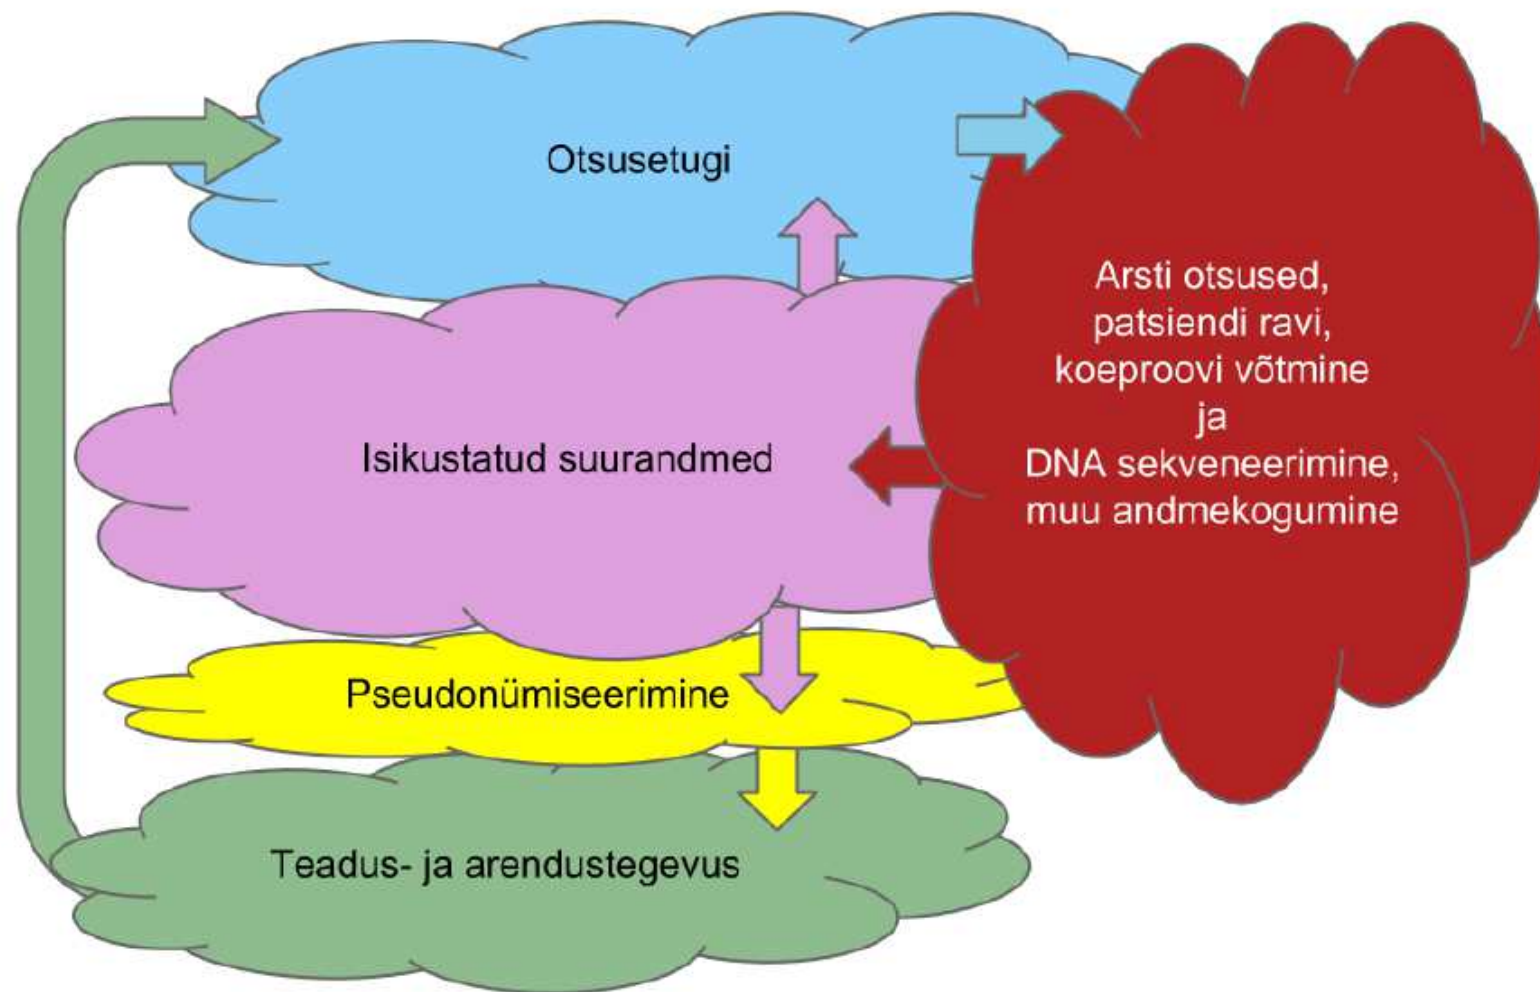 Otsusetugi
Arsti otsused,
patsiendi ravi,
koeproovi võtmine
ja
DNA sekveneerimine,
muu andmekogumine
Isikustatud suurandmed
Pseudonümiseerimine
Teadus- ja arendustegevus